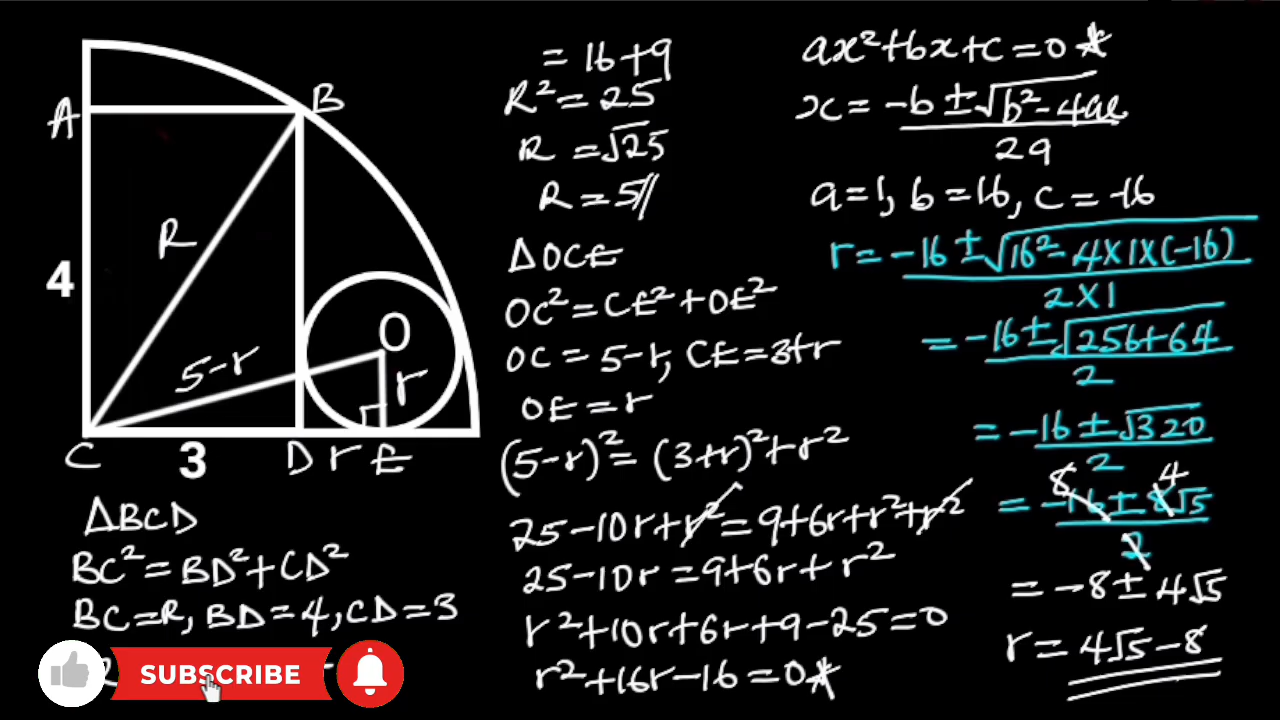 A
B
R
4
5-r
O
r
C
3
D
r
E
ΔBCD
BC² = BD² + CD²
BC = R, BD = 4, CD = 3
SUBSCRIBE
= 16 + 9
R² = 25
R = √25
R = 5//
ΔOCE
OC² = CE² + OE²
OC = 5-r, CE = 3+r
OE = r
(5-r)² = (3+r)² + r²
25 - 10r + r² = 9 + 6r + r² + r²
25 - 10r = 9 + 6r + r²
r² + 10r + 6r + 9 - 25 = 0
r² + 16r - 16 = 0 *
ax² + bx + c = 0 *
x = -b ± √b² - 4ac
2a
a = 1, b = 16, c = -16
r = -16 ± √16² - 4×1×(-16)
2×1
= -16 ± √256 + 64
2
= -16 ± √320
2
8 4
= -16 ± 8√5
2
= -8 ± 4√5
r = 4√5 - 8